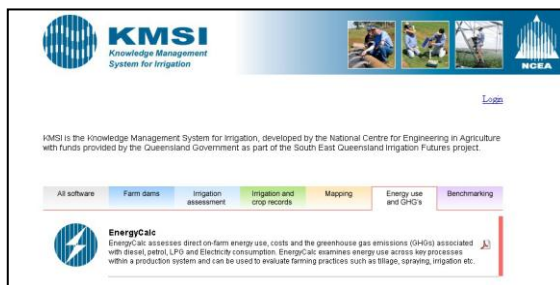 KMSI
Knowledge Management
System for Irrigation
NCEA
Login
KMSI is the Knowledge Management System for Irrigation, developed by the National Centre for Engineering in Agriculture
with funds provided by the Queensland Government as part of the South East Queensland Irrigation Futures project.
All software
Farm dams
Irrigation
assessment
Irrigation and
crop records
Mapping
Energy use
and GHG's
Benchmarking
EnergyCalc
EnergyCalc assesses direct on-farm energy use, costs and the greenhouse gas emissions (GHGs) associated
with diesel, petrol, LPG and Electricity consumption. EnergyCalc examines energy use across key processes
within a production system and can be used to evaluate farming practices such as tillage, spraying, irrigation etc.